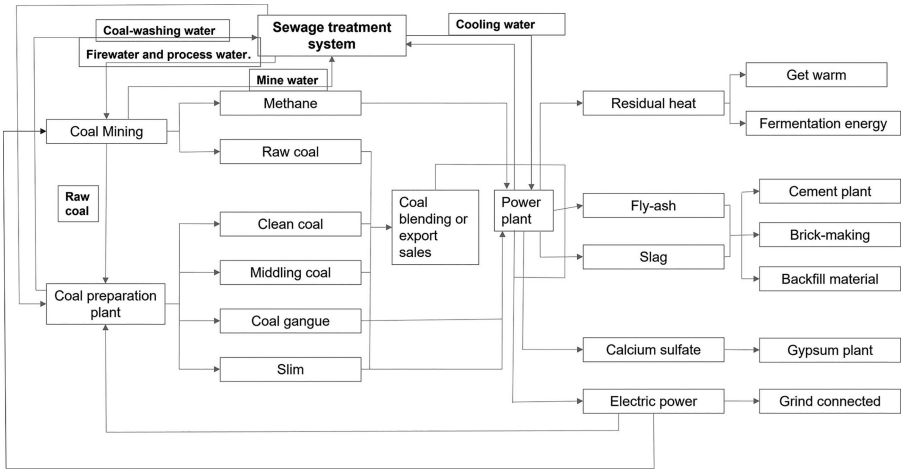 Coal-washing water
Sewage treatment
system
Cooling water
Firewater and process water.
Mine water
Get warm
Methane
Residual heat
Coal Mining
Fermentation energy
Raw coal
Raw
coal
Coal
blending or
export
sales
Power
plant
Cement plant
Fly-ash
Clean coal
Brick-making
Slag
Middling coal
Backfill material
Coal preparation
plant
Coal gangue
Calcium sulfate
Gypsum plant
Slim
Electric power
Grind connected